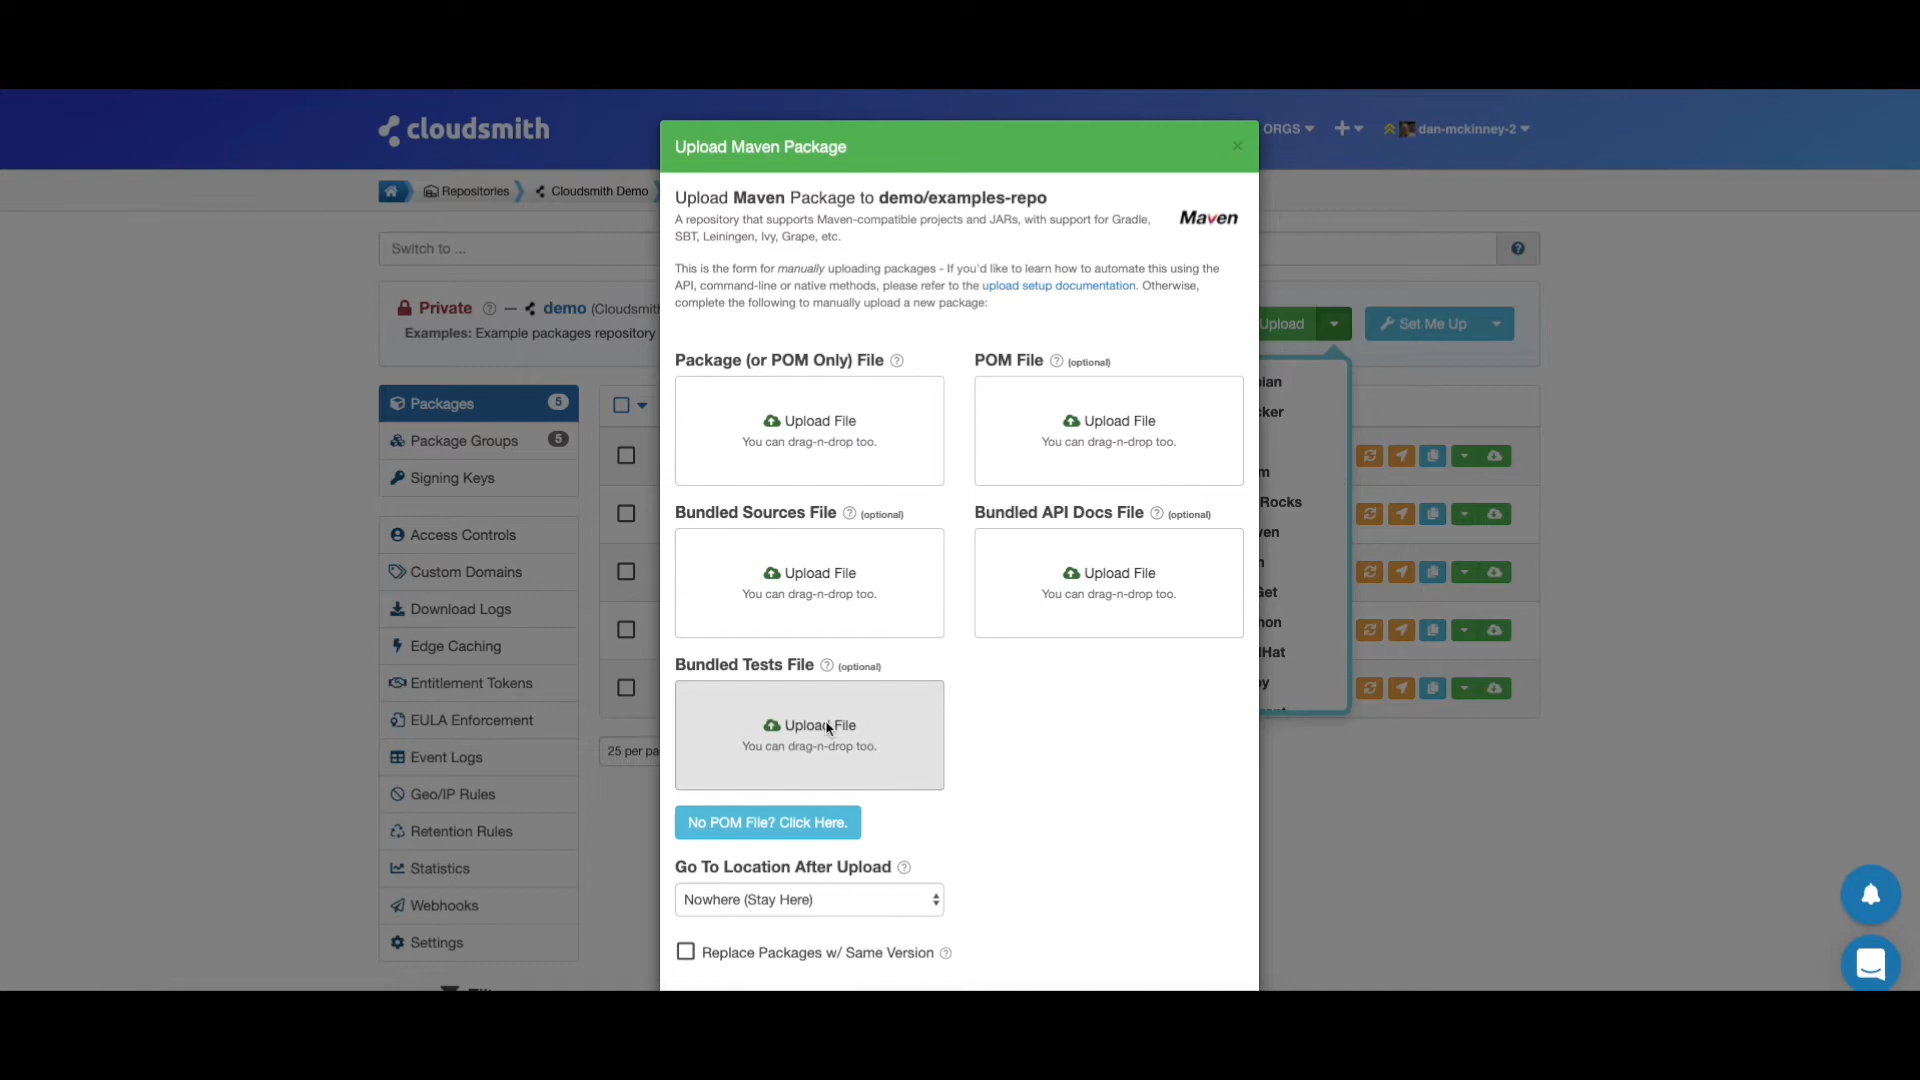 cloudsmith
ORGS
dan-mckinney-2
Repositories
Cloudsmith Demo
Switch to ...
Private — demo (Cloudsmith
Examples: Example packages repository
Upload
Set Me Up
Packages 5
Package Groups 5
Signing Keys
Access Controls
Custom Domains
Download Logs
Edge Caching
Entitlement Tokens
EULA Enforcement
Event Logs
Geo/IP Rules
Retention Rules
Statistics
Webhooks
Settings
25 per pa
Upload Maven Package
×
Upload Maven Package to demo/examples-repo
Maven
A repository that supports Maven-compatible projects and JARs, with support for Gradle,
SBT, Leiningen, Ivy, Grape, etc.
This is the form for manually uploading packages - If you'd like to learn how to automate this using the
API, command-line or native methods, please refer to the upload setup documentation. Otherwise,
complete the following to manually upload a new package:
Package (or POM Only) File
Upload File
You can drag-n-drop too.
POM File (optional)
Upload File
You can drag-n-drop too.
Bundled Sources File (optional)
Upload File
You can drag-n-drop too.
Bundled API Docs File (optional)
Upload File
You can drag-n-drop too.
Bundled Tests File (optional)
Upload File
You can drag-n-drop too.
No POM File? Click Here.
Go To Location After Upload
Nowhere (Stay Here)
Replace Packages w/ Same Version
ian
cker
m
Rocks
ven
n
Get
hon
lHat
by